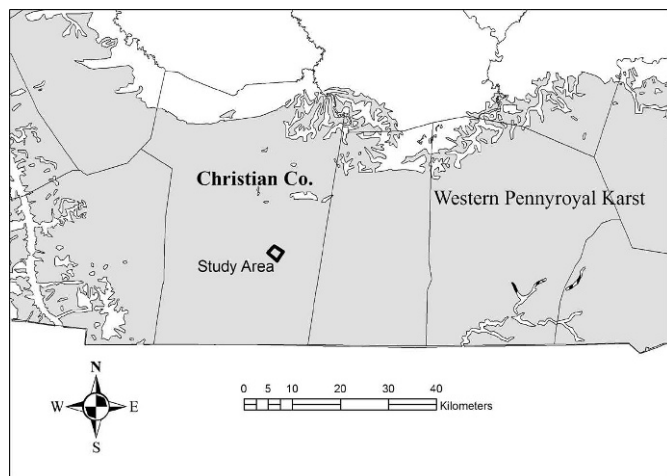 Christian Co.
Western Pennyroyal Karst
Study Area
N
W E
S
0 5 10 20 30 40
Kilometers